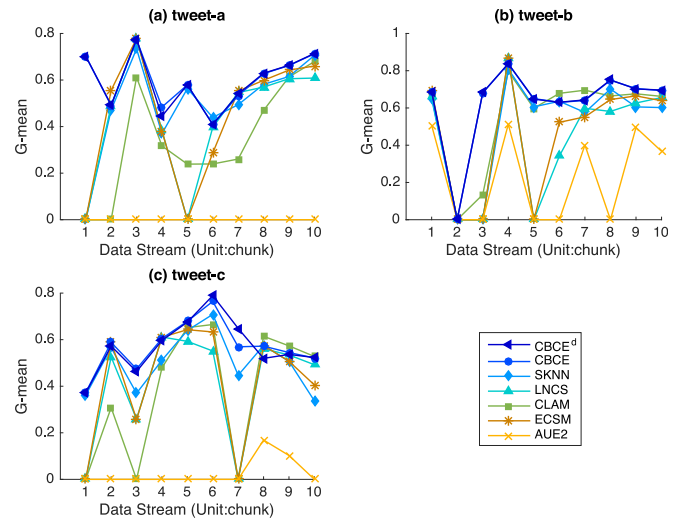 (a) tweet-a
0.8
0.6
0.4
0.2
0
G-mean
1 2 3 4 5 6 7 8 9 10
Data Stream (Unit:chunk)
(b) tweet-b
1
0.8
0.6
0.4
0.2
0
G-mean
1 2 3 4 5 6 7 8 9 10
Data Stream (Unit:chunk)
(c) tweet-c
0.8
0.6
0.4
0.2
0
G-mean
1 2 3 4 5 6 7 8 9 10
Data Stream (Unit:chunk)
CBCEᵈ
CBCE
SKNN
LNCS
CLAM
ECSM
AUE2